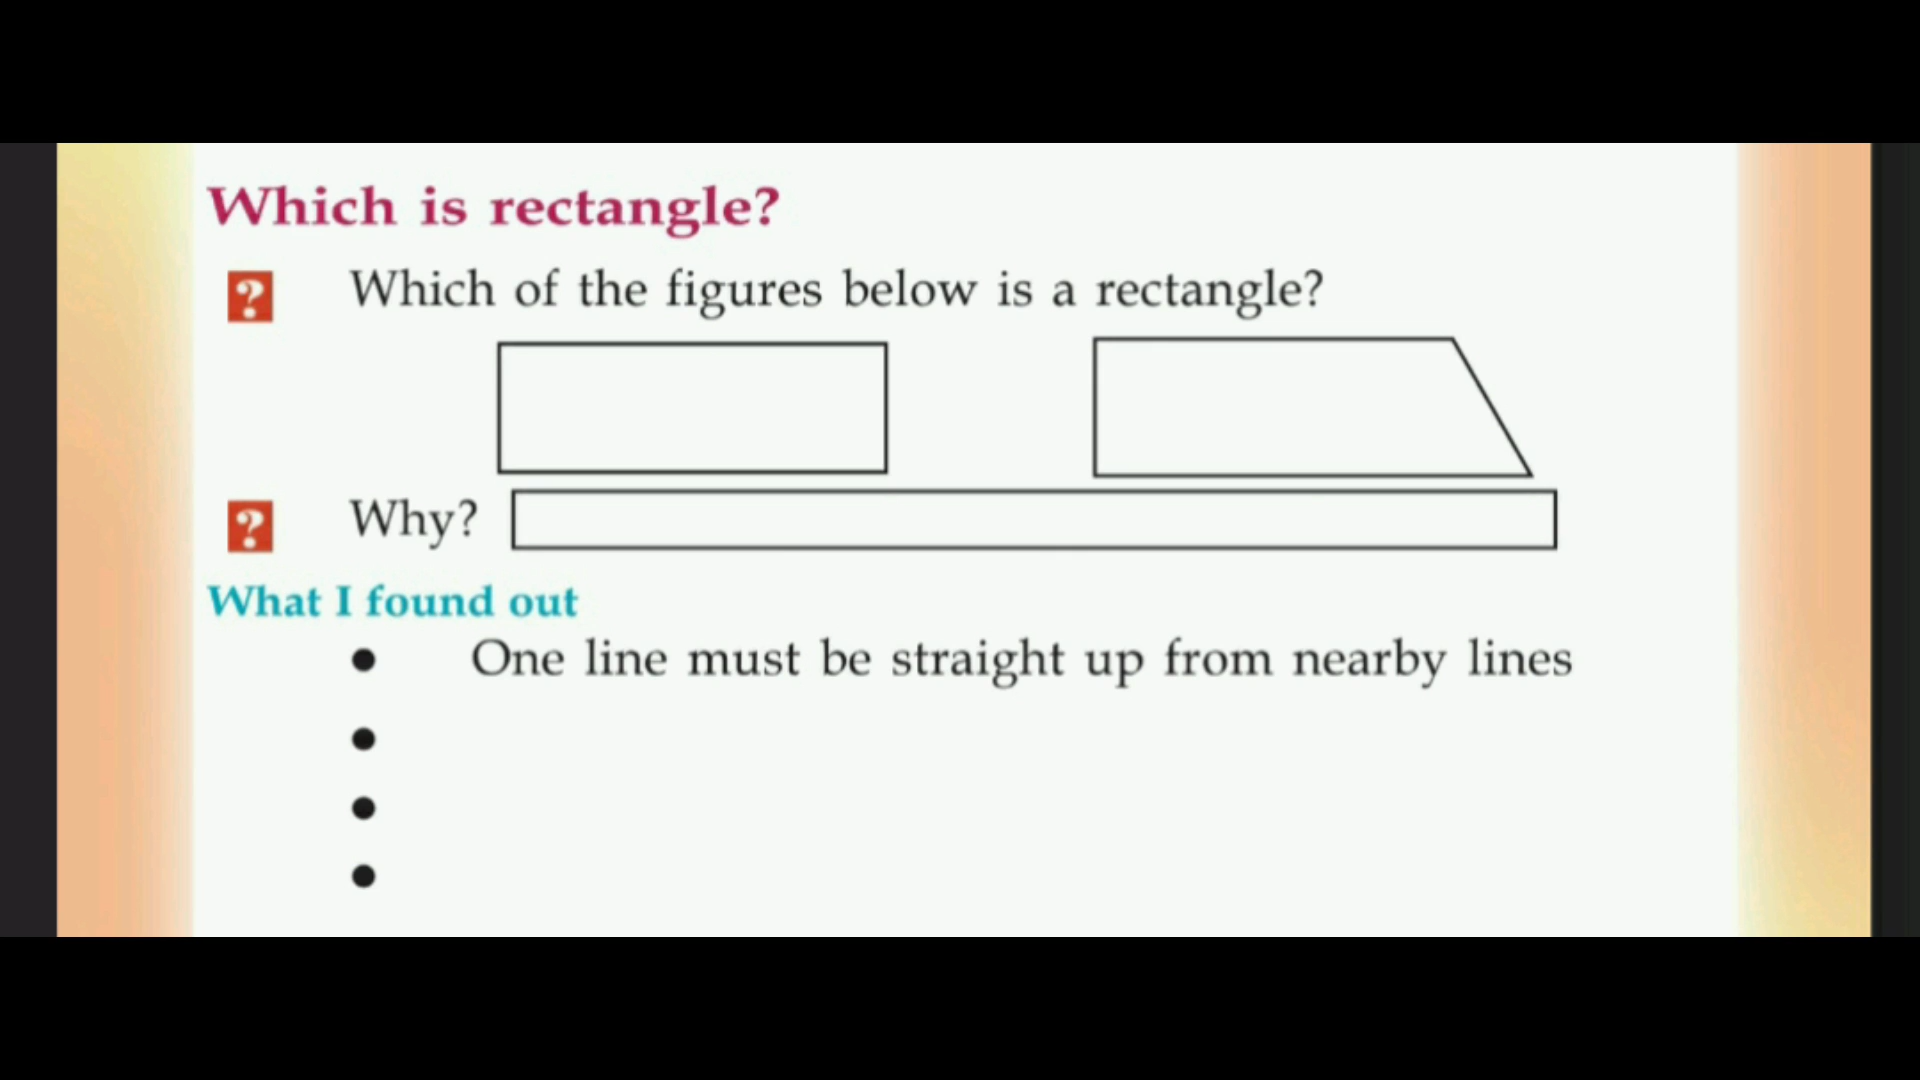 Which is rectangle?
? Which of the figures below is a rectangle?
? Why?
What I found out
• One line must be straight up from nearby lines
•
•
•